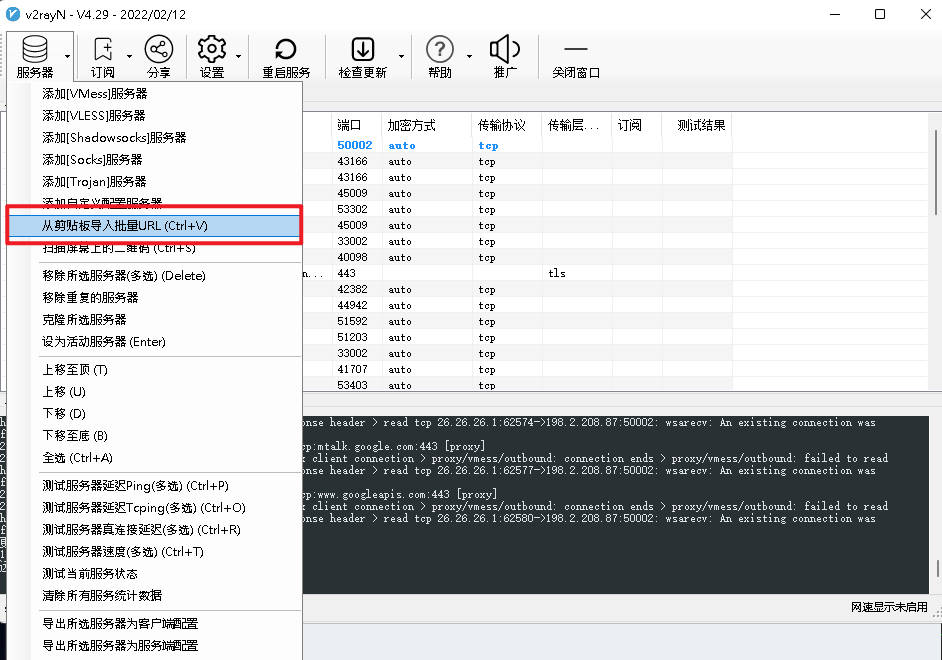 v2rayN - V4.29 - 2022/02/12
服务器 订阅 分享 设置 重启服务 检查更新 帮助 推广 关闭窗口
添加[VMess]服务器
添加[VLESS]服务器
添加[Shadowsocks]服务器
添加[Socks]服务器
添加[Trojan]服务器
添加自定义配置服务器
从剪贴板导入批量URL (Ctrl+V)
扫描屏幕上的二维码 (Ctrl+S)
移除所选服务器(多选) (Delete)
移除重复的服务器
克隆所选服务器
设为活动服务器 (Enter)
上移至顶 (T)
上移 (U)
下移 (D)
下移至底 (B)
全选 (Ctrl+A)
测试服务器延迟Ping(多选) (Ctrl+P)
测试服务器延迟Tcping(多选) (Ctrl+O)
测试服务器真连接延迟(多选) (Ctrl+R)
测试服务器速度(多选) (Ctrl+T)
测试当前服务状态
清除所有服务统计数据
导出所选服务器为客户端配置
导出所选服务器为服务端配置
端口 加密方式 传输协议 传输层... 订阅 测试结果
50002 auto tcp
43166 auto tcp
43166 auto tcp
45009 auto tcp
53302 auto tcp
45009 auto tcp
33002 auto tcp
40098 auto tcp
n... 443 tls
42382 auto tcp
44942 auto tcp
51592 auto tcp
51203 auto tcp
33002 auto tcp
41707 auto tcp
53403 auto tcp
onse header > read tcp 26.26.26.1:62574->198.2.208.87:50002: wsarecv: An existing connection was
cp:mtalk.google.com:443 [proxy]
client connection > proxy/vmess/outbound: connection ends > proxy/vmess/outbound: failed to read
onse header > read tcp 26.26.26.1:62577->198.2.208.87:50002: wsarecv: An existing connection was
cp:www.googleapis.com:443 [proxy]
client connection > proxy/vmess/outbound: connection ends > proxy/vmess/outbound: failed to read
onse header > read tcp 26.26.26.1:62580->198.2.208.87:50002: wsarecv: An existing connection was
网速显示未启用